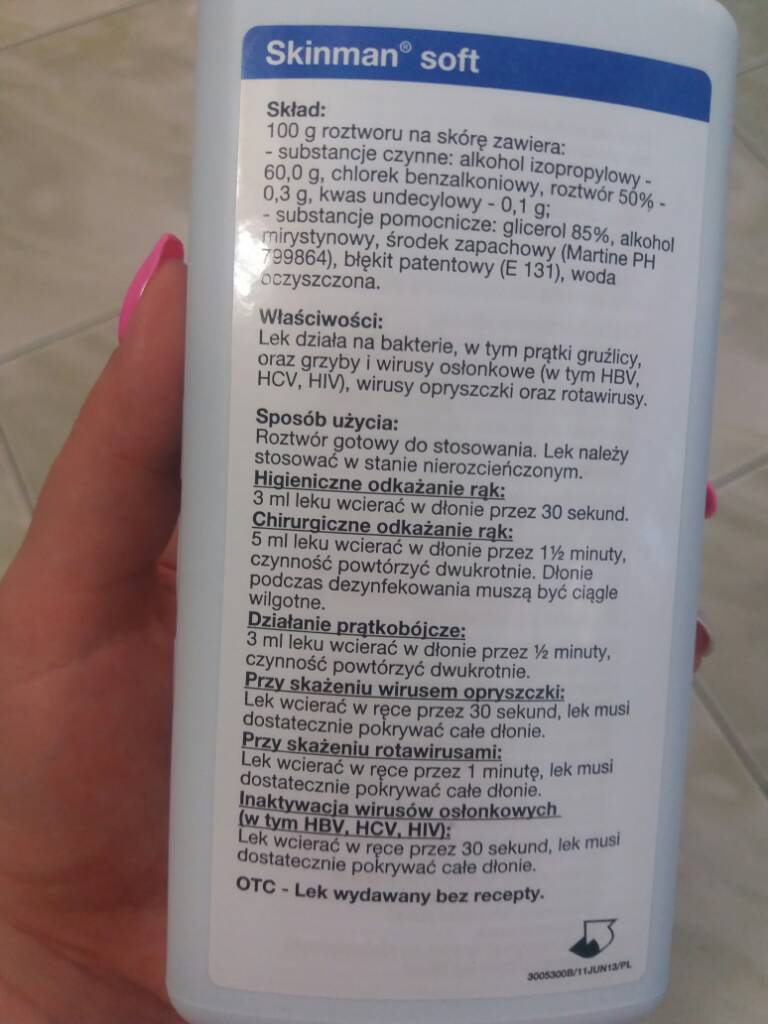 Skinman® soft
Skład:
100 g roztworu na skórę zawiera:
- substancje czynne: alkohol izopropylowy -
60,0 g, chlorek benzalkoniowy, roztwór 50% -
0,3 g, kwas undecylowy - 0,1 g;
- substancje pomocnicze: glicerol 85%, alkohol
mirystynowy, środek zapachowy (Martine PH
799864), błękit patentowy (E 131), woda
oczyszczona.
Właściwości:
Lek działa na bakterie, w tym prątki gruźlicy,
oraz grzyby i wirusy osłonkowe (w tym HBV,
HCV, HIV), wirusy opryszczki oraz rotawirusy.
Sposób użycia:
Roztwór gotowy do stosowania. Lek należy
stosować w stanie nierozcieńczonym.
Higieniczne odkażanie rąk:
3 ml leku wcierać w dłonie przez 30 sekund.
Chirurgiczne odkażanie rąk:
5 ml leku wcierać w dłonie przez 1½ minuty,
czynność powtórzyć dwukrotnie. Dłonie
podczas dezynfekowania muszą być ciągle
wilgotne.
Działanie prątkobójcze:
3 ml leku wcierać w dłonie przez ½ minuty,
czynność powtórzyć dwukrotnie.
Przy skażeniu wirusem opryszczki:
Lek wcierać w ręce przez 30 sekund, lek musi
dostatecznie pokrywać całe dłonie.
Przy skażeniu rotawirusami:
Lek wcierać w ręce przez 1 minutę, lek musi
dostatecznie pokrywać całe dłonie.
Inaktywacja wirusów osłonkowych
(w tym HBV, HCV, HIV):
Lek wcierać w ręce przez 30 sekund, lek musi
dostatecznie pokrywać całe dłonie.
OTC - Lek wydawany bez recepty.
3005300B/11JUN13/PL